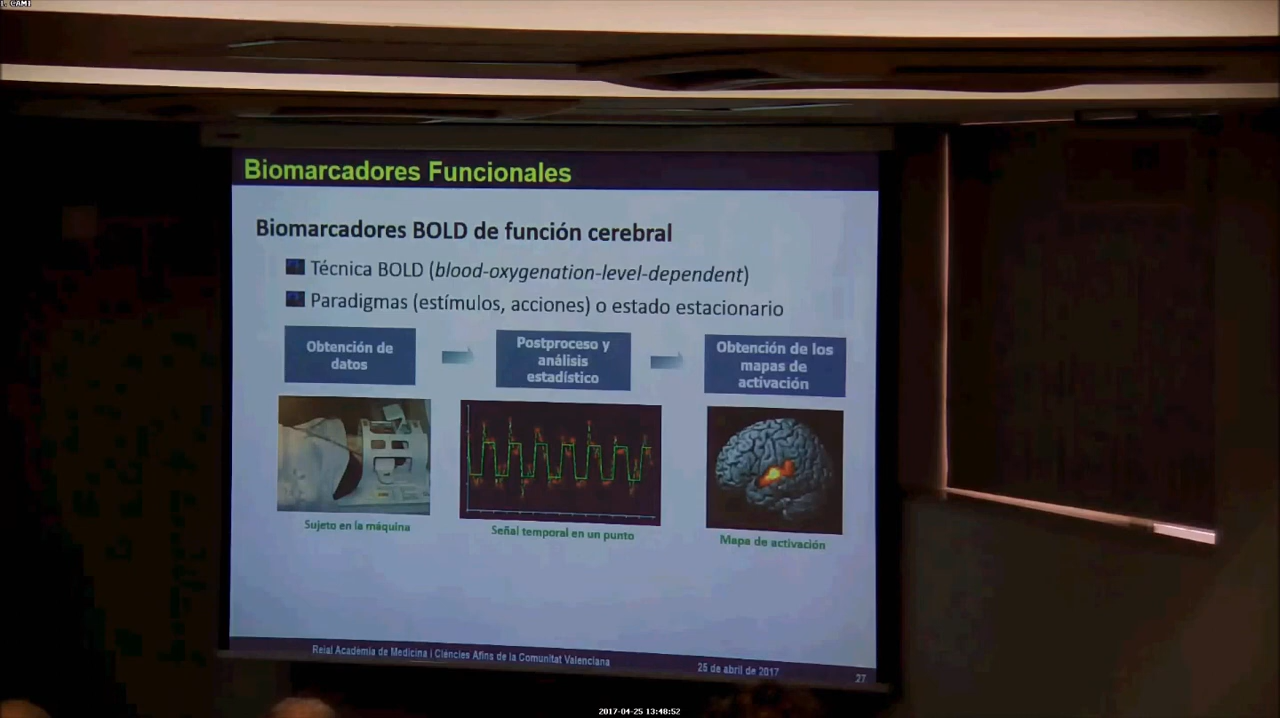 1. CAM1
Biomarcadores Funcionales
Biomarcadores BOLD de función cerebral
Técnica BOLD (blood-oxygenation-level-dependent)
Paradigmas (estímulos, acciones) o estado estacionario
Obtención de
datos
Postproceso y
análisis
estadístico
Obtención de los
mapas de
activación
Sujeto en la máquina
Señal temporal en un punto
Mapa de activación
Reial Acadèmia de Medicina i Ciències Afins de la Comunitat Valenciana
25 de abril de 2017
27
2017-04-25 13:48:52